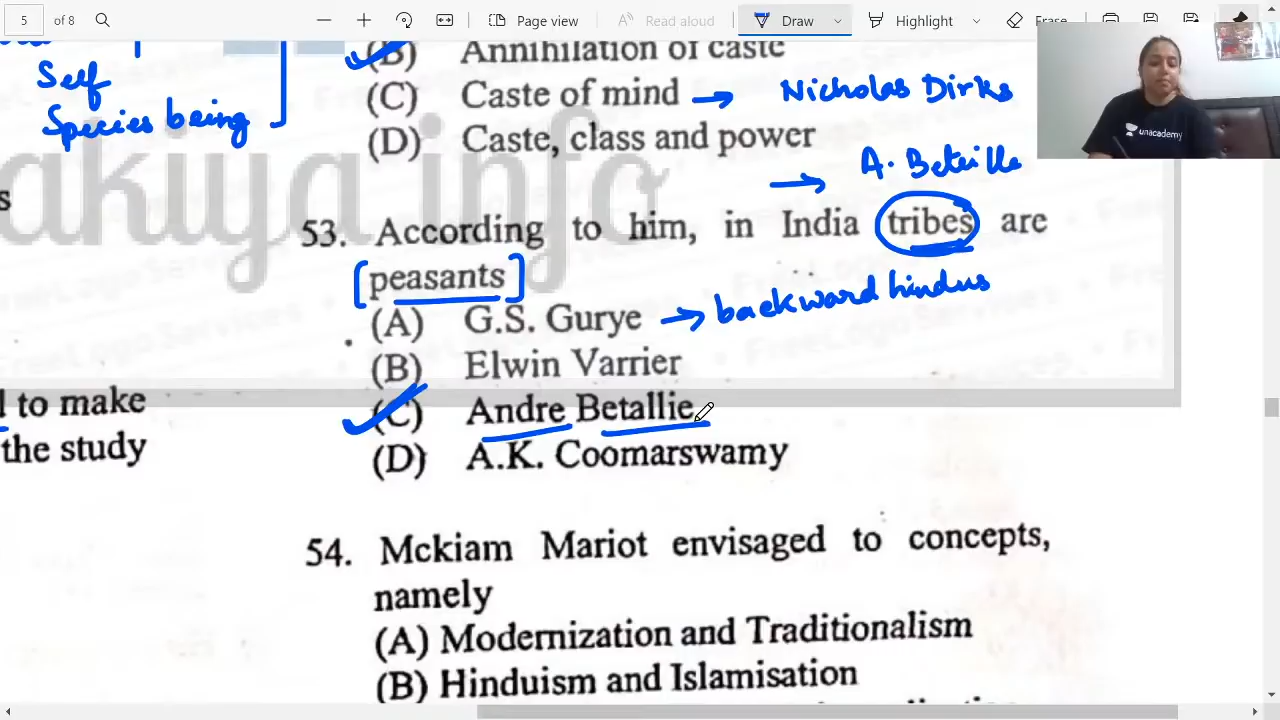 5 of 8 Page view Read aloud Draw Highlight Erase
Self
Species being
(B) Annihilation of caste
(C) Caste of mind → Nicholas Dirks
(D) Caste, class and power
unacademy
akiya info
s
→ A. Beteille
53. According to him, in India tribes are
[peasants]
(A) G.S. Gurye → backward hindus
(B) Elwin Varrier
(C) Andre Betallie
(D) A.K. Coomarswamy
to make
the study
54. Mckiam Mariot envisaged to concepts,
namely
(A) Modernization and Traditionalism
(B) Hinduism and Islamisation